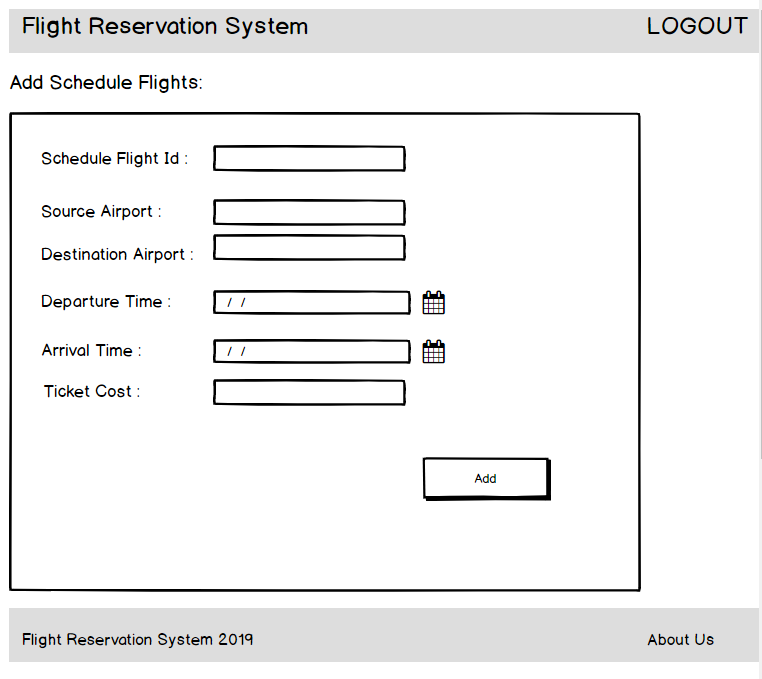 Flight Reservation System LOGOUT
Add Schedule Flights:
Schedule Flight Id :
Source Airport :
Destination Airport :
Departure Time : / /
Arrival Time : / /
Ticket Cost :
Add
Flight Reservation System 2019 About Us